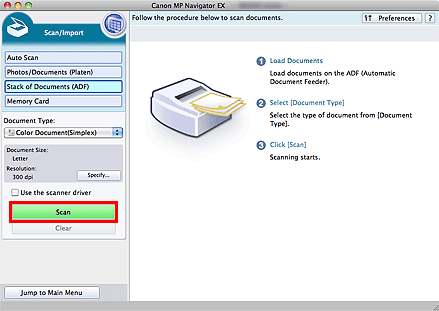 Canon MP Navigator EX
Scan/Import
Follow the procedure below to scan documents.
Preferences
?
Auto Scan
Photos/Documents (Platen)
Stack of Documents (ADF)
Memory Card
Document Type:
Color Document(Simplex)
Document Size:
Letter
Resolution:
300 dpi
Specify...
Use the scanner driver
Scan
Clear
Jump to Main Menu
1 Load Documents
Load documents on the ADF (Automatic
Document Feeder).
2 Select [Document Type]
Select the type of document from [Document
Type].
3 Click [Scan]
Scanning starts.